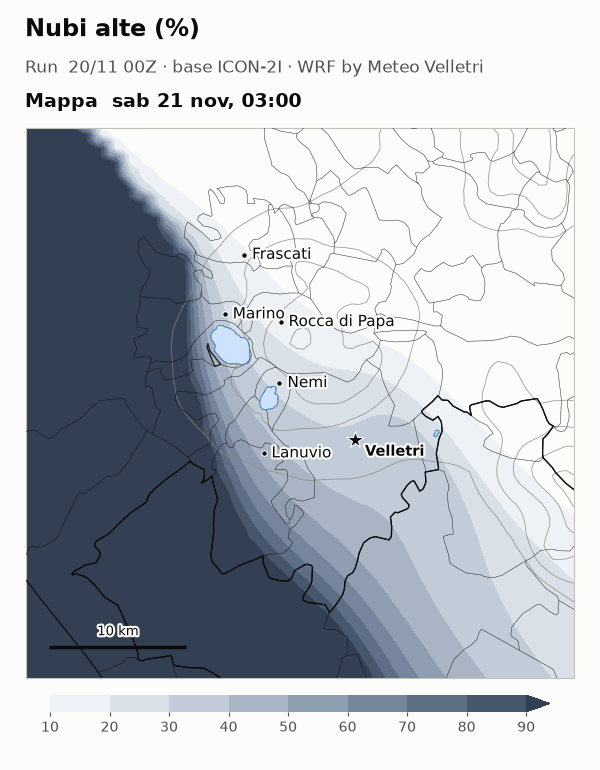 Nubi alte (%)
Run  20/11 00Z · base ICON-2I · WRF by Meteo Velletri
Mappa  sab 21 nov, 03:00
Frascati
Marino
Rocca di Papa
Nemi
Velletri
Lanuvio
10 km
10 20 30 40 50 60 70 80 90